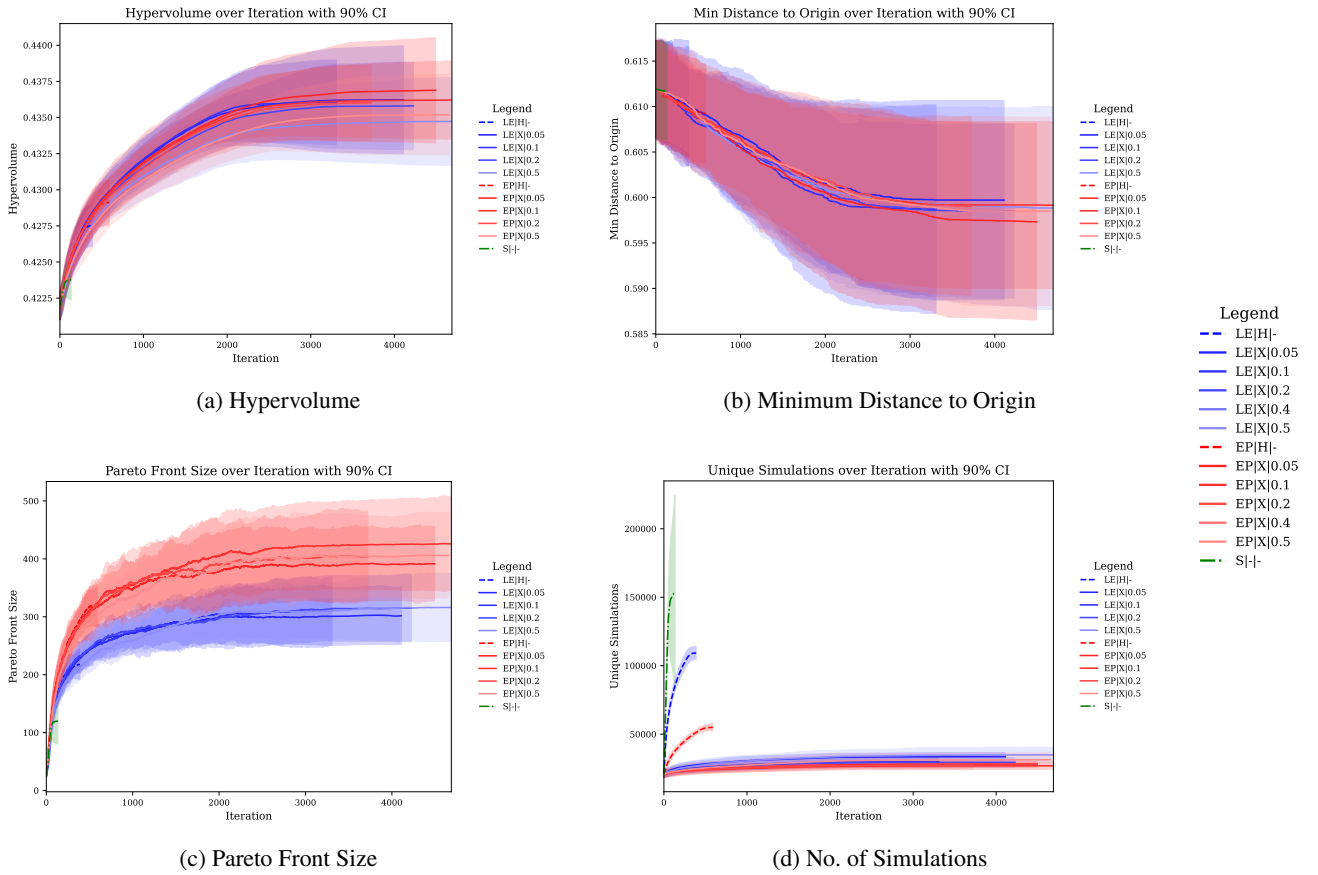 Hypervolume over Iteration with 90% CI
0.4400
0.4375
0.4350
0.4325
0.4300
0.4275
0.4250
0.4225
Hypervolume
0
1000
2000
3000
4000
Iteration
Legend
LE|H|-
LE|X|0.05
LE|X|0.1
LE|X|0.2
LE|X|0.5
EP|H|-
EP|X|0.05
EP|X|0.1
EP|X|0.2
EP|X|0.5
S|-|-
(a) Hypervolume
Min Distance to Origin over Iteration with 90% CI
0.615
0.610
0.605
0.600
0.595
0.590
0.585
Min Distance to Origin
0
1000
2000
3000
4000
Iteration
Legend
LE|H|-
LE|X|0.05
LE|X|0.1
LE|X|0.2
LE|X|0.5
EP|H|-
EP|X|0.05
EP|X|0.1
EP|X|0.2
EP|X|0.5
S|-|-
(b) Minimum Distance to Origin
Pareto Front Size over Iteration with 90% CI
500
400
300
200
100
0
Pareto Front Size
0
1000
2000
3000
4000
Iteration
Legend
LE|H|-
LE|X|0.05
LE|X|0.1
LE|X|0.2
LE|X|0.5
EP|H|-
EP|X|0.05
EP|X|0.1
EP|X|0.2
EP|X|0.5
S|-|-
(c) Pareto Front Size
Unique Simulations over Iteration with 90% CI
200000
150000
100000
50000
Unique Simulations
0
1000
2000
3000
4000
Iteration
Legend
LE|H|-
LE|X|0.05
LE|X|0.1
LE|X|0.2
LE|X|0.5
EP|H|-
EP|X|0.05
EP|X|0.1
EP|X|0.2
EP|X|0.5
S|-|-
(d) No. of Simulations
Legend
LE|H|-
LE|X|0.05
LE|X|0.1
LE|X|0.2
LE|X|0.4
LE|X|0.5
EP|H|-
EP|X|0.05
EP|X|0.1
EP|X|0.2
EP|X|0.4
EP|X|0.5
S|-|-